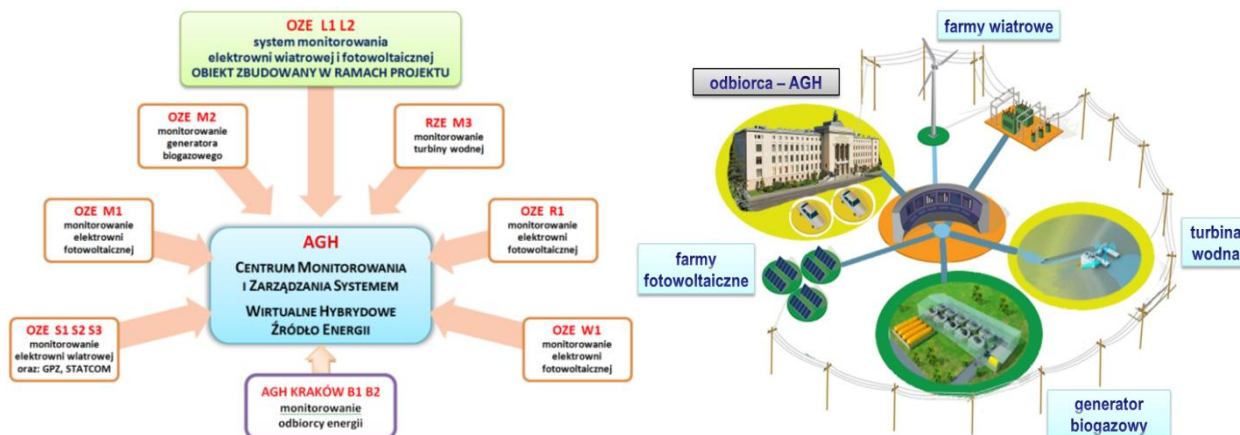 OZE L1 L2
system monitorowania
elektrowni wiatrowej i fotowoltaicznej
OBIEKT ZBUDOWANY W RAMACH PROJEKTU
OZE M2
monitorowanie
generatora
biogazowego
RZE M3
monitorowanie
turbiny wodnej
OZE M1
monitorowanie
elektrowni
fotowoltaicznej
OZE R1
monitorowanie
elektrowni
fotowoltaicznej
AGH
CENTRUM MONITOROWANIA
I ZARZĄDZANIA SYSTEMEM
WIRTUALNE HYBRYDOWE
ŹRÓDŁO ENERGII
OZE S1 S2 S3
monitorowanie
elektrowni wiatrowej
oraz: GPZ, STATCOM
OZE W1
monitorowanie
elektrowni
fotowoltaicznej
AGH KRAKÓW B1 B2
monitorowanie
odbiorcy energii
farmy wiatrowe
odbiorca – AGH
turbina
wodna
farmy
fotowoltaiczne
generator
biogazowy